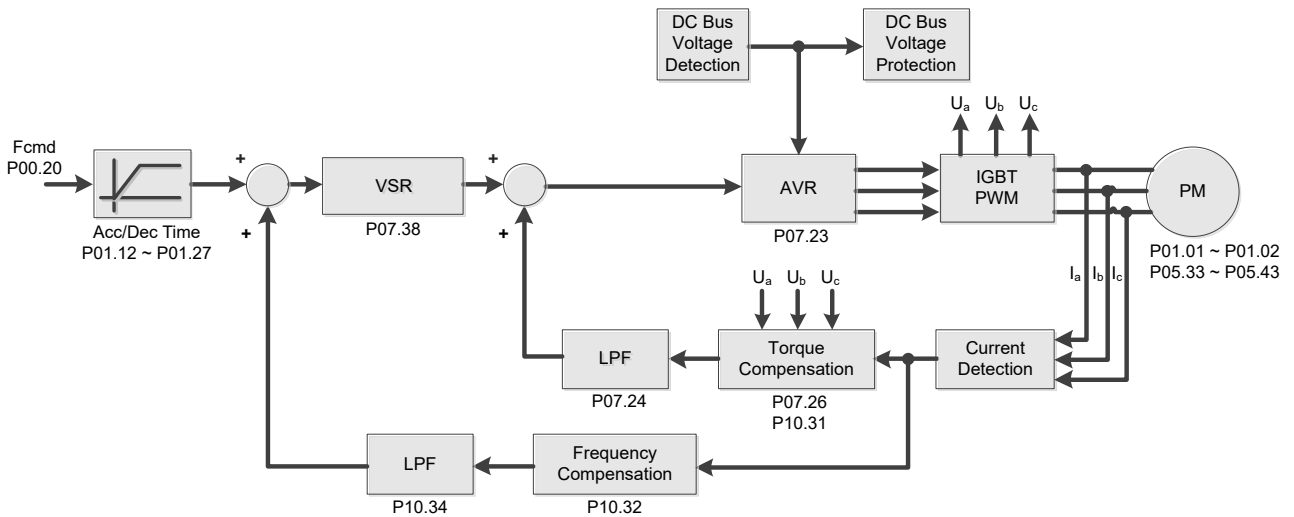 DC Bus
Voltage
Detection
DC Bus
Voltage
Protection
Ua
Ub
Uc
Fcmd
P00.20
+
+
VSR
AVR
IGBT
PWM
PM
Acc/Dec Time
P01.12 ~ P01.27
+
P07.38
+
P07.23
P01.01 ~ P01.02
P05.33 ~ P05.43
Ua
Ub
Uc
Ia
Ib
Ic
LPF
Torque
Compensation
Current
Detection
P07.24
P07.26
P10.31
LPF
Frequency
Compensation
P10.34
P10.32